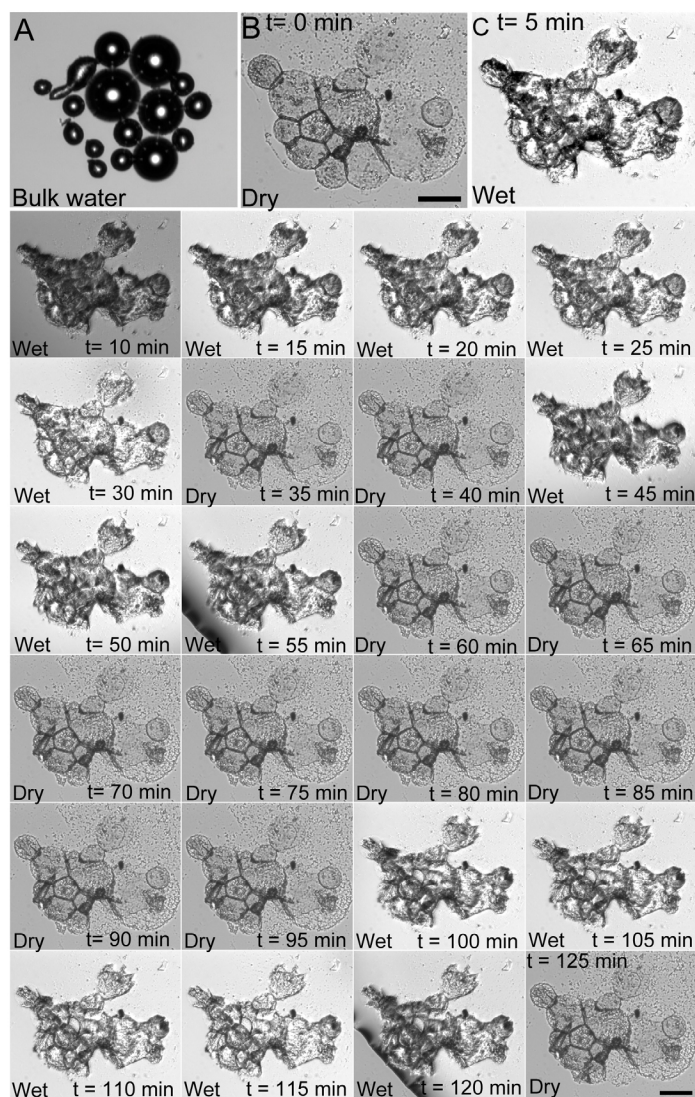 A
Bulk water
B t= 0 min
Dry
C t = 5 min
Wet
Wet t= 10 min
Wet t = 15 min
Wet t = 20 min
Wet t = 25 min
Wet t= 30 min
Dry t= 35 min
Dry t= 40 min
Wet t= 45 min
Wet t= 50 min
Wet t= 55 min
Dry t = 60 min
Dry t = 65 min
Dry t = 70 min
Dry t = 75 min
Dry t = 80 min
Dry t = 85 min
Dry t = 90 min
Dry t = 95 min
Wet t = 100 min
Wet t = 105 min
Wet t = 110 min
Wet t = 115 min
Wet t = 120 min
t = 125 min
Dry